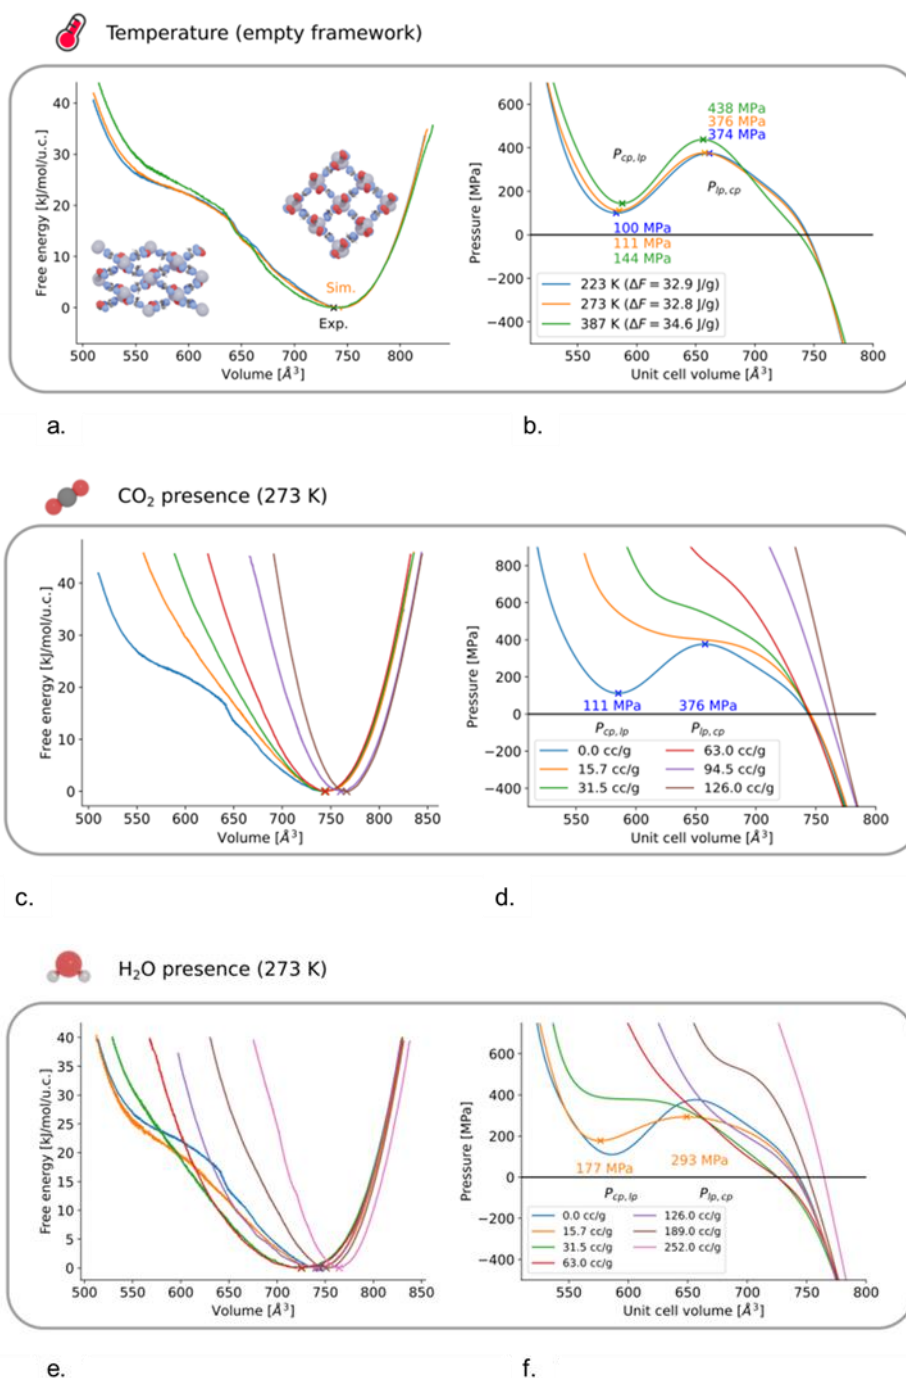 Temperature (empty framework)
Free energy [kJ/mol/u.c.]
40
30
20
10
0
Sim.
Exp.
500 550 600 650 700 750 800
Volume [Å³]
Pressure [MPa]
600
400
200
0
−200
−400
438 MPa
376 MPa
374 MPa
P_cp,lp
P_lp,cp
100 MPa
111 MPa
144 MPa
223 K (ΔF = 32.9 J/g)
273 K (ΔF = 32.8 J/g)
387 K (ΔF = 34.6 J/g)
550 600 650 700 750 800
Unit cell volume [Å³]
a.
b.
CO₂ presence (273 K)
Free energy [kJ/mol/u.c.]
40
30
20
10
0
500 550 600 650 700 750 800 850
Volume [Å³]
Pressure [MPa]
800
600
400
200
0
−200
−400
111 MPa 376 MPa
P_cp,lp P_lp,cp
0.0 cc/g 63.0 cc/g
15.7 cc/g 94.5 cc/g
31.5 cc/g 126.0 cc/g
550 600 650 700 750 800
Unit cell volume [Å³]
c.
d.
H₂O presence (273 K)
Free energy [kJ/mol/u.c.]
40
35
30
25
20
15
10
5
0
500 550 600 650 700 750 800 850
Volume [Å³]
Pressure [MPa]
600
400
200
0
−200
−400
177 MPa 293 MPa
P_cp,lp P_lp,cp
0.0 cc/g 126.0 cc/g
15.7 cc/g 189.0 cc/g
31.5 cc/g 252.0 cc/g
63.0 cc/g
550 600 650 700 750 800
Unit cell volume [Å³]
e.
f.